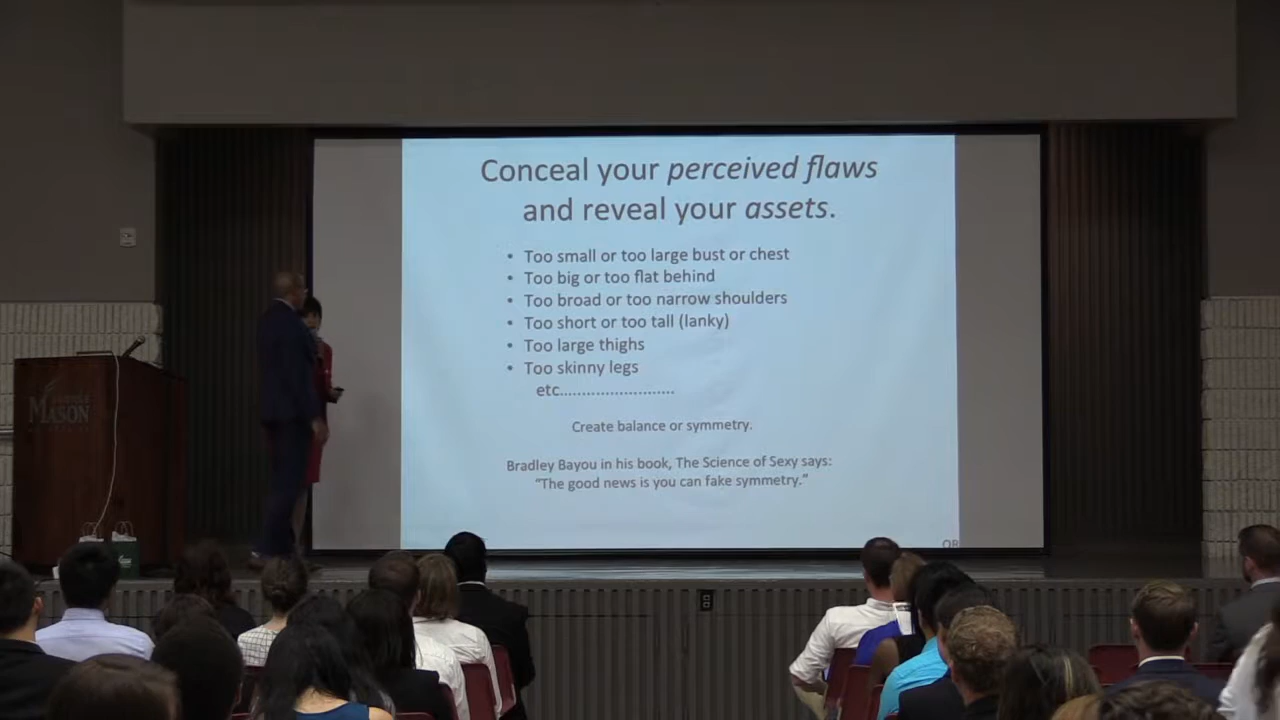 Conceal your perceived flaws
and reveal your assets.
• Too small or too large bust or chest
• Too big or too flat behind
• Too broad or too narrow shoulders
• Too short or too tall (lanky)
• Too large thighs
• Too skinny legs
etc.........................
Create balance or symmetry.
Bradley Bayou in his book, The Science of Sexy says:
“The good news is you can fake symmetry.”
OR
MASON